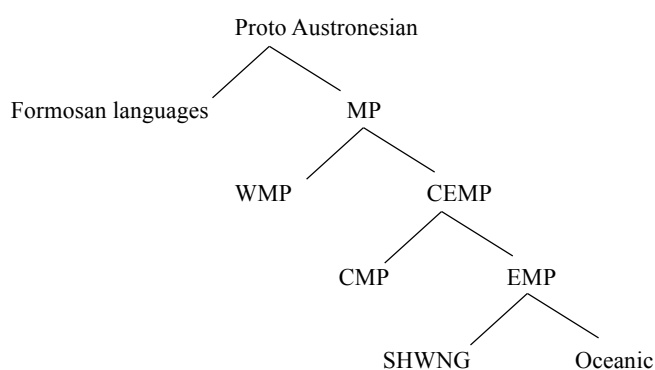 Proto Austronesian
Formosan languages MP
WMP CEMP
CMP EMP
SHWNG Oceanic